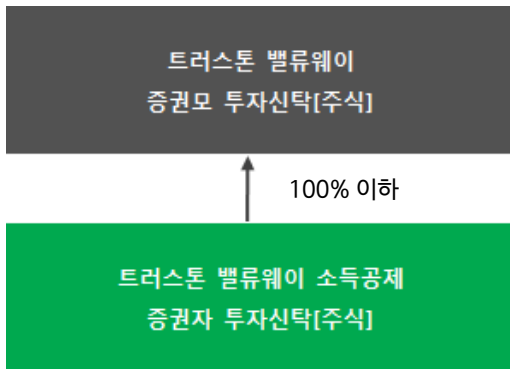 트러스톤 밸류웨이
증권모 투자신탁[주식]
100% 이하
트러스톤 밸류웨이 소득공제
증권자 투자신탁[주식]